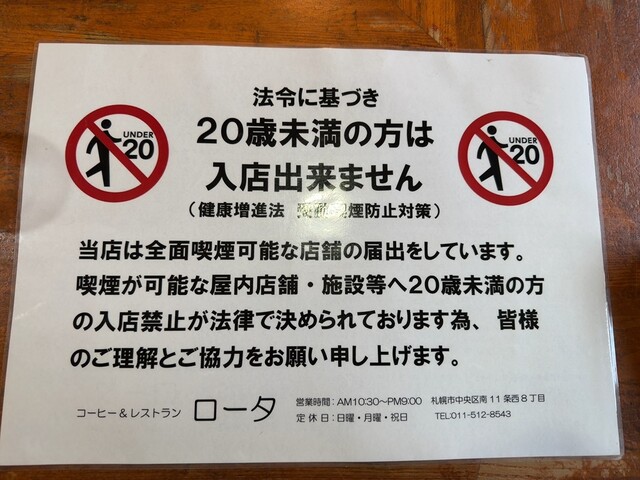 法令に基づき
UNDER 20
20歳未満の方は
UNDER 20
入店出来ません
（健康増進法 煙防止対策）
当店は全面喫煙可能な店舗の届出をしています。
喫煙が可能な屋内店舗・施設等へ20歳未満の方
の入店禁止が法律で決められております為、皆様
のご理解とご協力をお願い申し上げます。
コーヒー＆レストラン ロータ
営業時間：AM10:30～PM9:00 札幌市中央区南11条西8丁目
定休日：日曜・月曜・祝日 TEL:011-512-8543